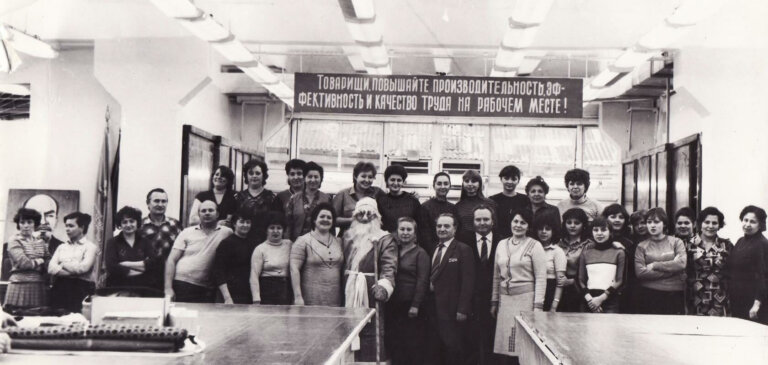 ТОВАРИЩИ, ПОВЫШАЙТЕ ПРОИЗВОДИТЕЛЬНОСТЬ, ЭФ-
ФЕКТИВНОСТЬ И КАЧЕСТВО ТРУДА НА РАБОЧЕМ МЕСТЕ!